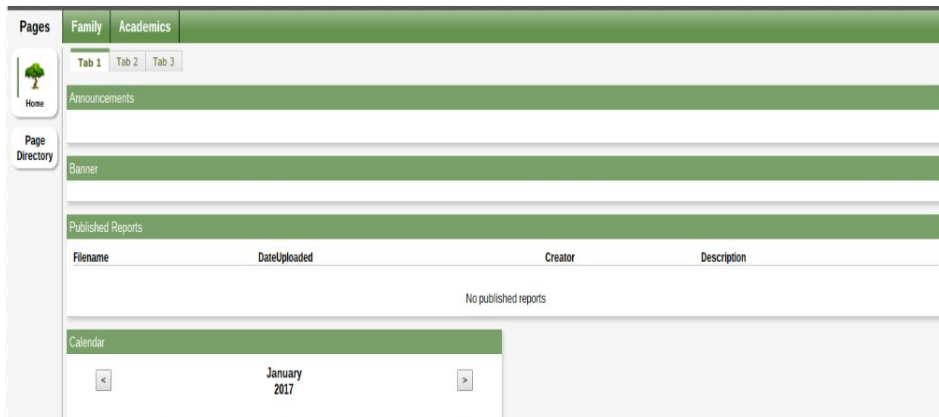 Pages Family Academics
Tab 1 Tab 2 Tab 3
Home
Page
Directory
Announcements
Banner
Published Reports
Filename DateUploaded Creator Description
No published reports
Calendar
< January >
2017